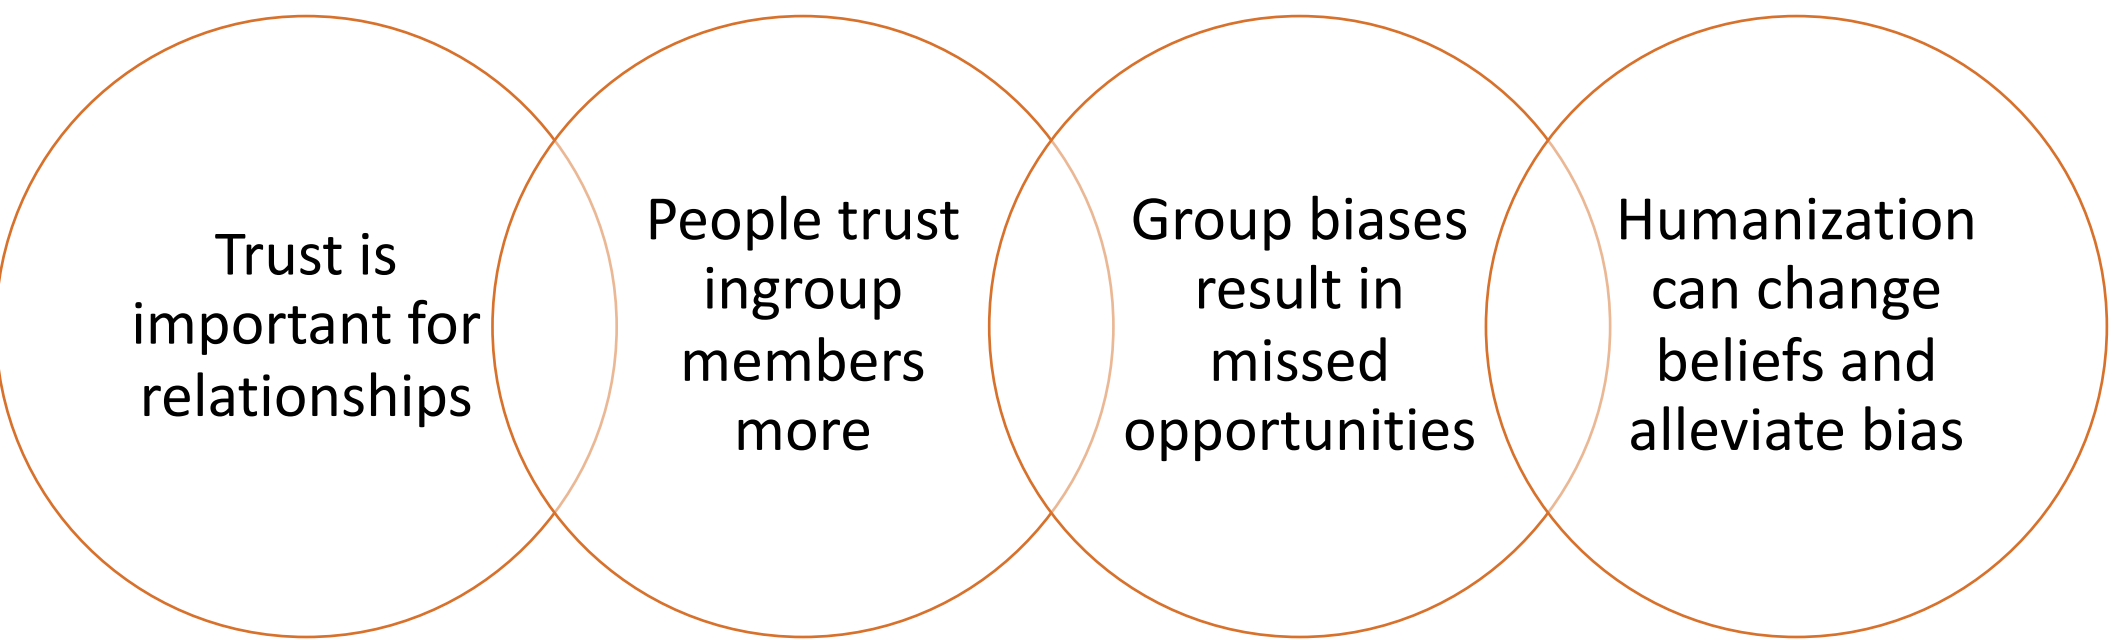 Trust is
important for
relationships
People trust
ingroup
members
more
Group biases
result in
missed
opportunities
Humanization
can change
beliefs and
alleviate bias